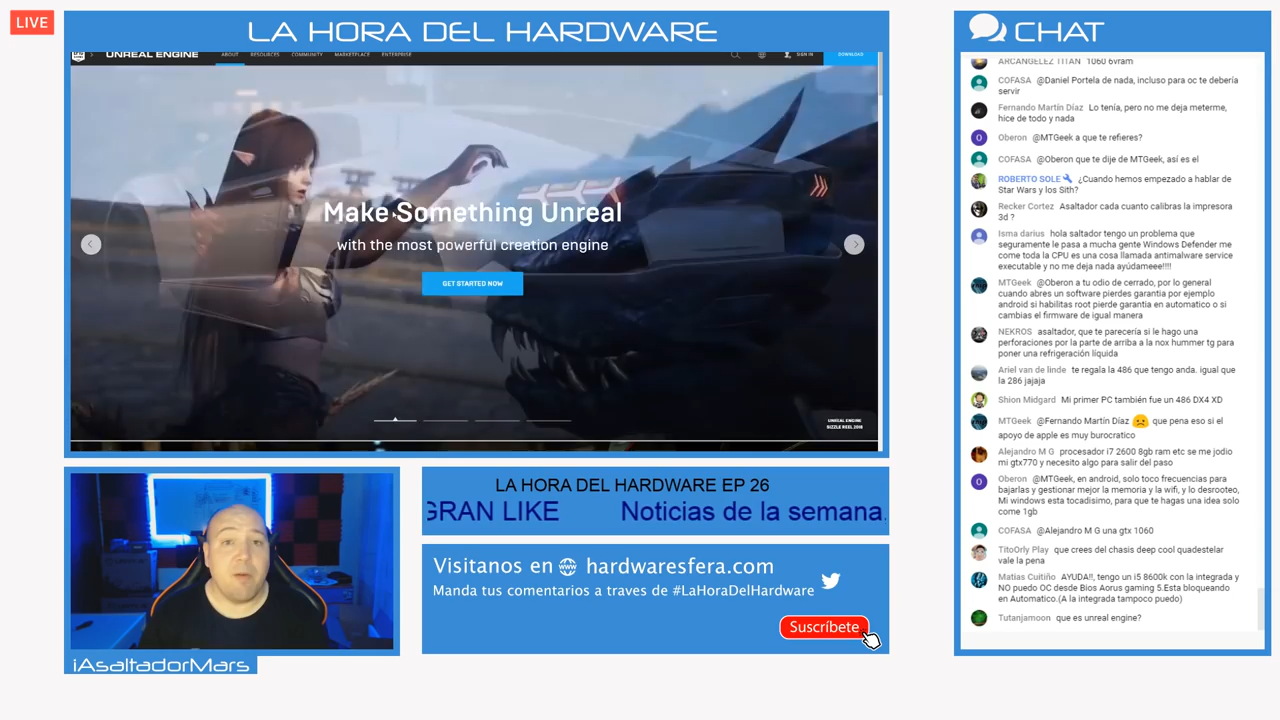 LIVE
LA HORA DEL HARDWARE
UNREAL ENGINE
ABOUT
RESOURCES
COMMUNITY
MARKETPLACE
ENTERPRISE
SIGN IN
DOWNLOAD
Make Something Unreal
with the most powerful creation engine
GET STARTED NOW
UNREAL ENGINE
SIZZLE REEL 2018
iAsaltadorMars
LA HORA DEL HARDWARE EP 26
GRAN LIKE Noticias de la semana.
Visitanos en www hardwaresfera.com
Manda tus comentarios a traves de #LaHoraDelHardware
Suscríbete
CHAT
ARCANGELEZ TITAN 1060 6vram
COFASA @Daniel Portela de nada, incluso para oc te debería
servir
Fernando Martín Díaz Lo tenía, pero no me deja meterme,
hice de todo y nada
O Oberon @MTGeek a que te refieres?
COFASA @Oberon que te dije de MTGeek, así es el
ROBERTO SOLE ¿Cuando hemos empezado a hablar de
Star Wars y los Sith?
Recker Cortez Asaltador cada cuanto calibras la impresora
3d ?
Isma darius hola saltador tengo un problema que
seguramente le pasa a mucha gente Windows Defender me
come toda la CPU es una cosa llamada antimalware service
executable y no me deja nada ayúdameee!!!!
MTGeek @Oberon a tu odio de cerrado, por lo general
cuando abres un software pierdes garantia por ejemplo
android si habilitas root pierde garantia en automatico o si
cambias el firmware de igual manera
NEKROS asaltador, que te parecería si le hago una
perforaciones por la parte de arriba a la nox hummer tg para
poner una refrigeración líquida
Ariel van de linde te regala la 486 que tengo anda. igual que
la 286 jajaja
Shion Midgard Mi primer PC también fue un 486 DX4 XD
MTGeek @Fernando Martín Díaz que pena eso si el
apoyo de apple es muy burocratico
Alejandro M G procesador i7 2600 8gb ram etc se me jodio
mi gtx770 y necesito algo para salir del paso
O Oberon @MTGeek, en android, solo toco frecuencias para
bajarlas y gestionar mejor la memoria y la wifi, y lo desrooteo,
Mi windows esta tocadisimo, para que te hagas una idea solo
come 1gb
COFASA @Alejandro M G una gtx 1060
TitoOrly Play que crees del chasis deep cool quadestelar
vale la pena
Matias Cuitiño AYUDA!!, tengo un i5 8600k con la integrada y
NO puedo OC desde Bios Aorus gaming 5.Esta bloqueando
en Automatico.(A la integrada tampoco puedo)
Tutanjamoon que es unreal engine?